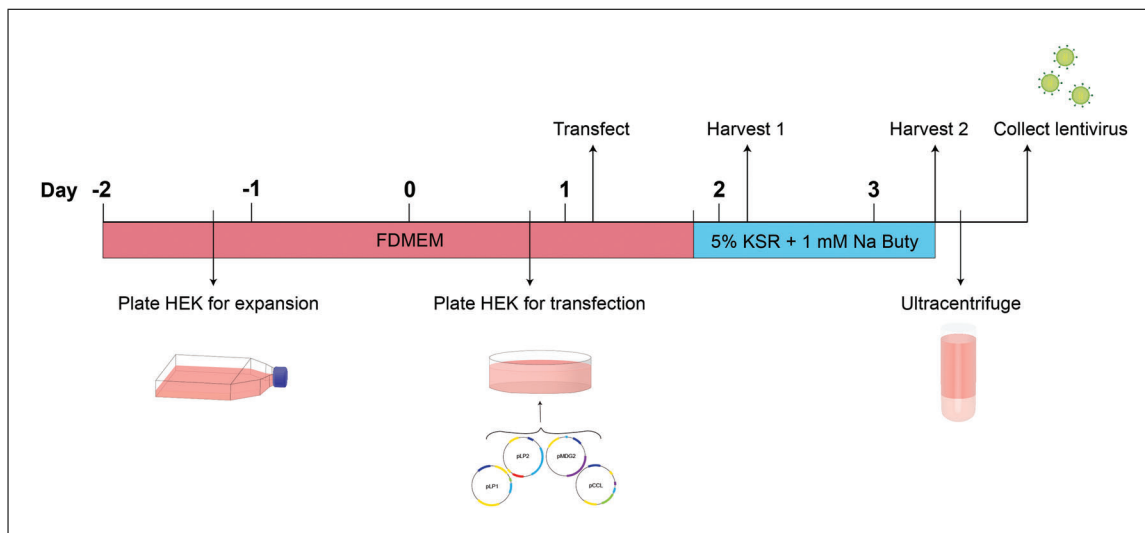 Transfect
Harvest 1
Harvest 2
Collect lentivirus
Day
-2
-1
0
1
2
3
FDMEM
5% KSR + 1 mM Na Buty
Plate HEK for expansion
Plate HEK for transfection
Ultracentrifuge
pLP2
pMDG2
pLP1
pCCL